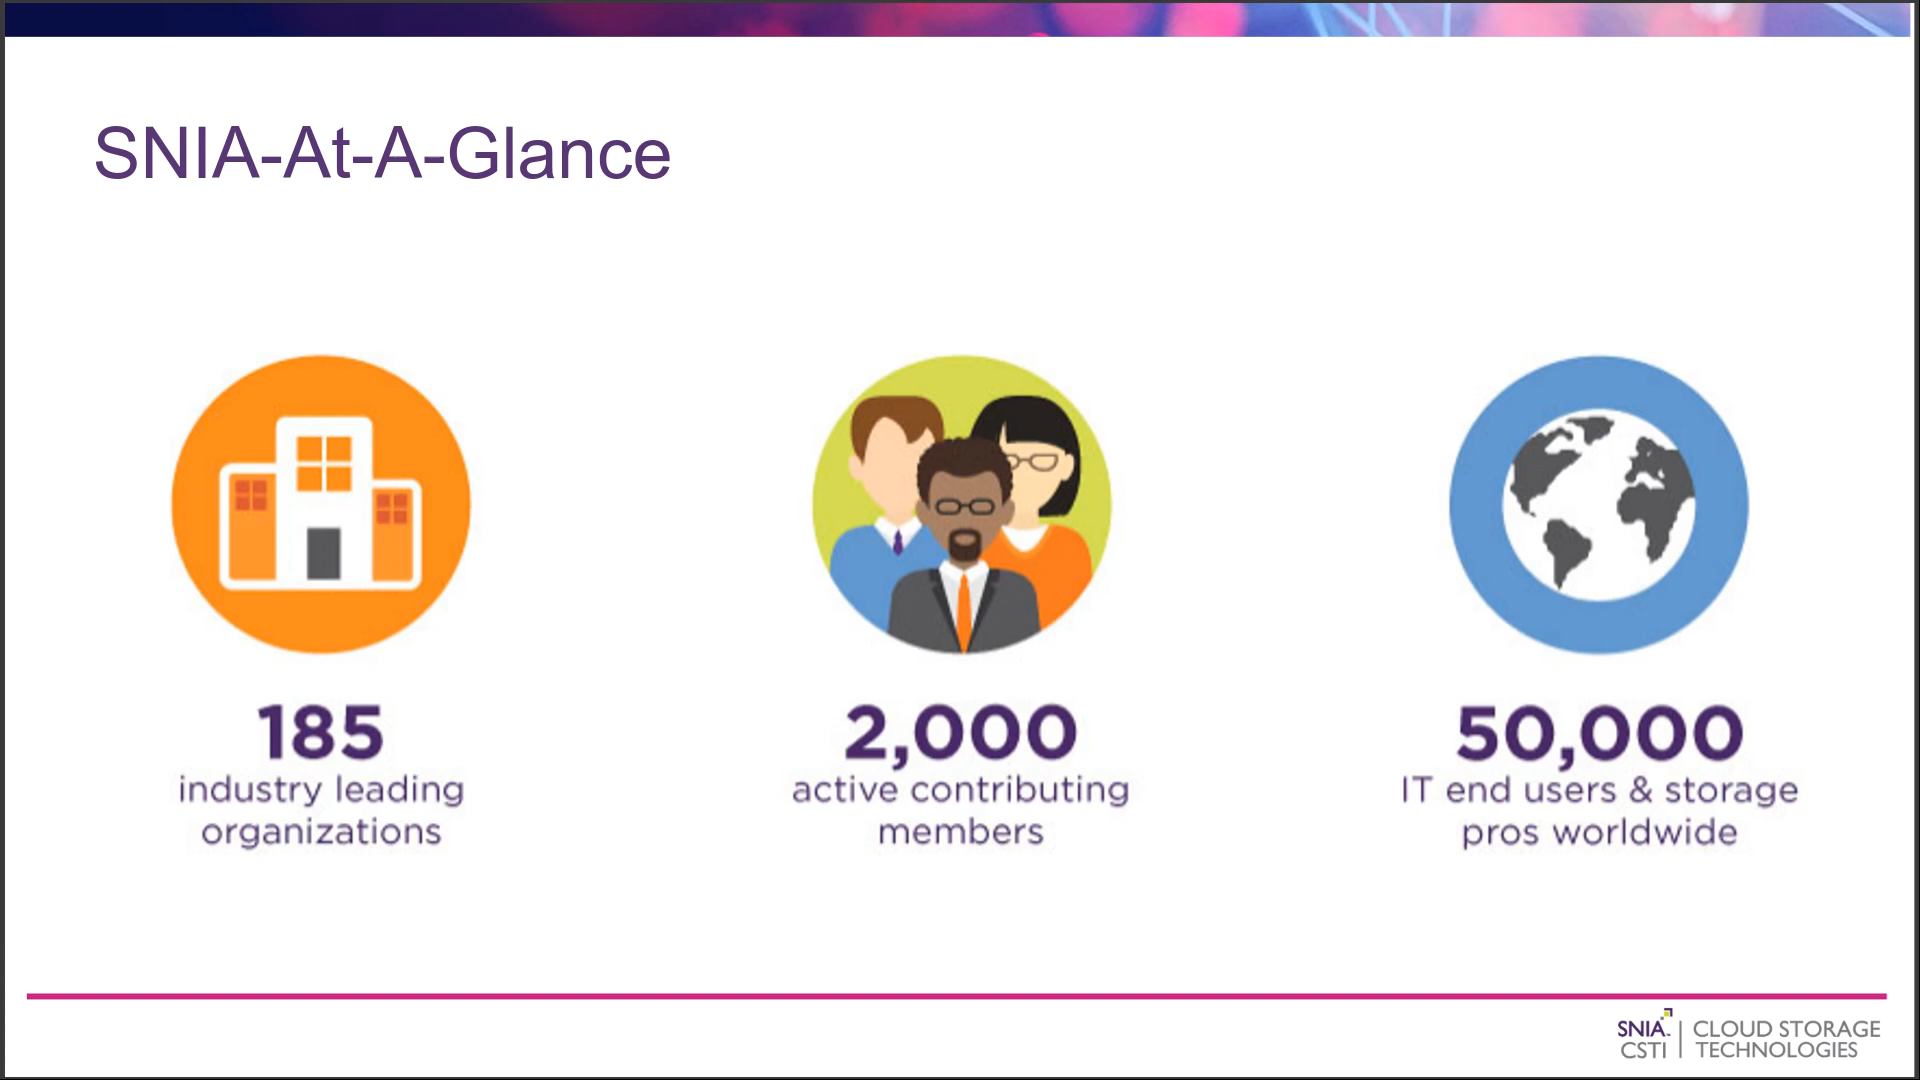 SNIA-At-A-Glance
185
industry leading
organizations
2,000
active contributing
members
50,000
IT end users & storage
pros worldwide
SNIA™ | CLOUD STORAGE
CSTI | TECHNOLOGIES